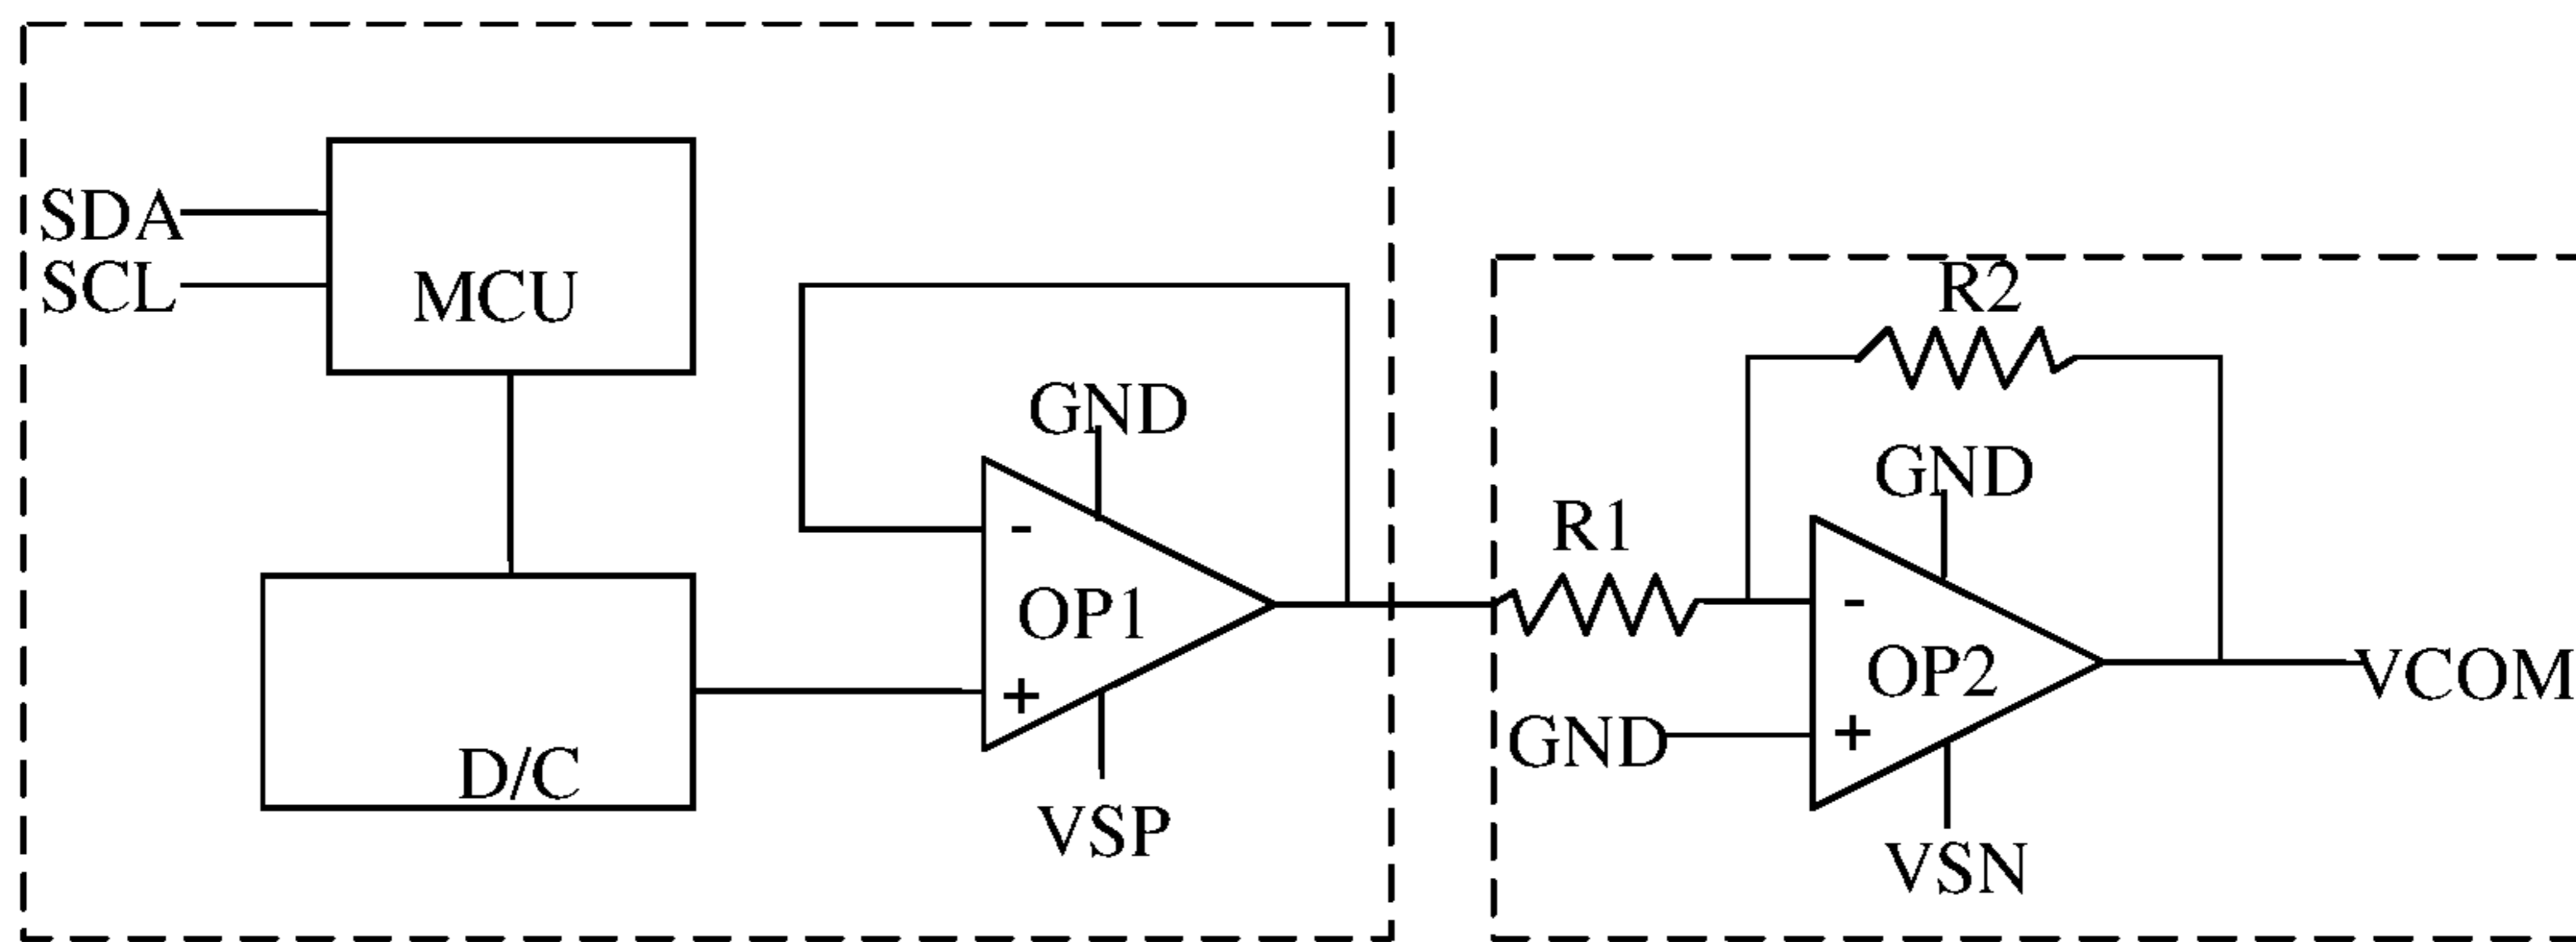 SDA
SCL
MCU
D/C
GND
-
OP1
+
VSP
R1
R2
GND
-
OP2
+
GND
VSN
VCOM